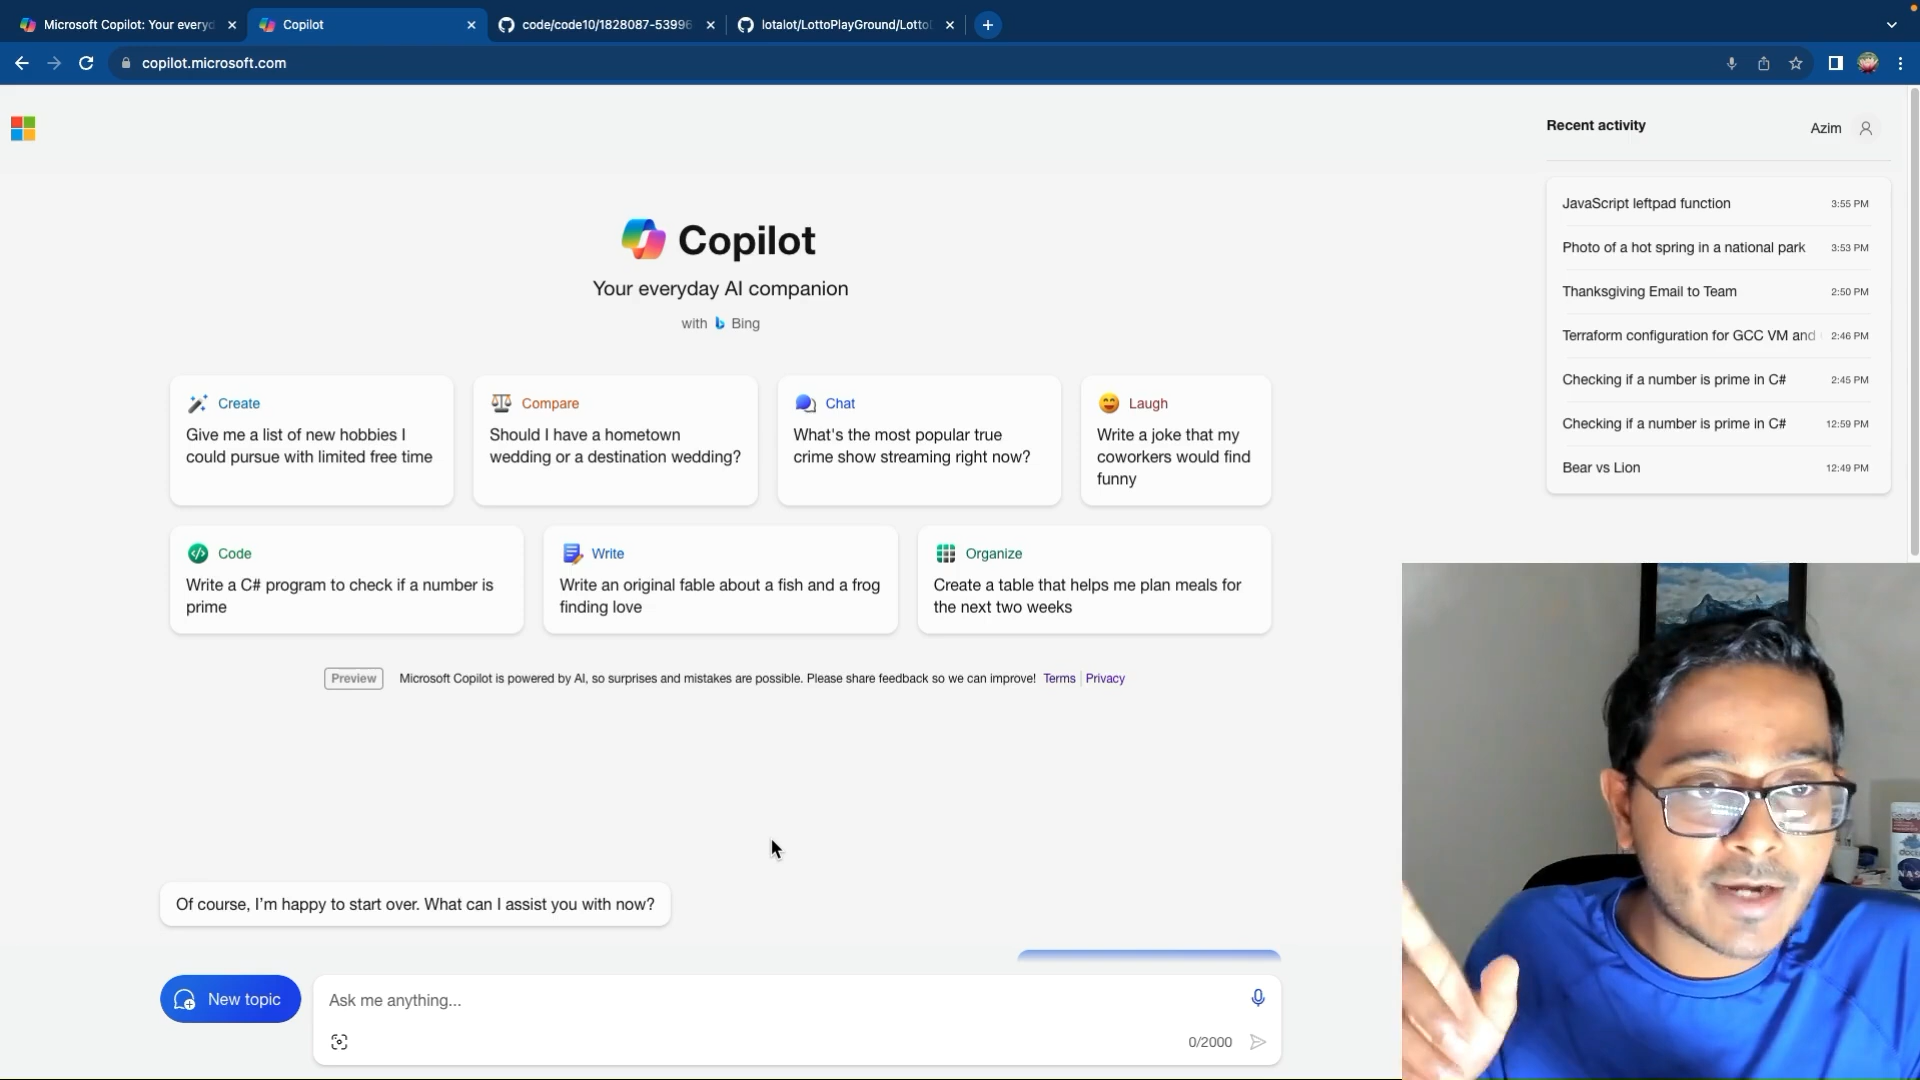 Microsoft Copilot: Your every
Copilot
code/code10/1828087-53996
lotalot/LottoPlayGround/Lotto
copilot.microsoft.com
Recent activity
Azim
JavaScript leftpad function 3:55 PM
Photo of a hot spring in a national park 3:53 PM
Thanksgiving Email to Team 2:50 PM
Terraform configuration for GCC VM and 2:46 PM
Checking if a number is prime in C# 2:45 PM
Checking if a number is prime in C# 12:59 PM
Bear vs Lion 12:49 PM
Copilot
Your everyday AI companion
with Bing
Create
Give me a list of new hobbies I
could pursue with limited free time
Compare
Should I have a hometown
wedding or a destination wedding?
Chat
What's the most popular true
crime show streaming right now?
Laugh
Write a joke that my
coworkers would find
funny
Code
Write a C# program to check if a number is
prime
Write
Write an original fable about a fish and a frog
finding love
Organize
Create a table that helps me plan meals for
the next two weeks
Preview
Microsoft Copilot is powered by AI, so surprises and mistakes are possible. Please share feedback so we can improve! Terms Privacy
Of course, I'm happy to start over. What can I assist you with now?
New topic
Ask me anything...
0/2000
NAS